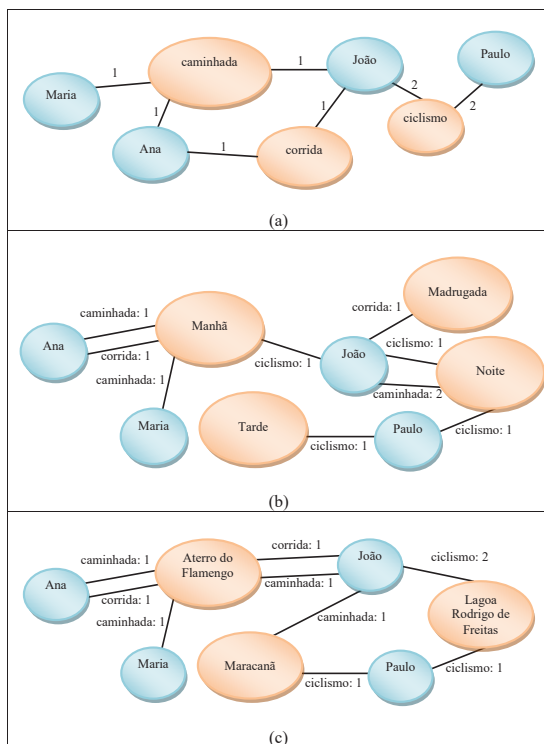 Maria
1
caminhada
1
João
Paulo
2
ciclismo
2
1
Ana
1
corrida
1
(a)
Ana
caminhada: 1
corrida: 1
caminhada: 1
Manhã
Maria
ciclismo: 1
João
corrida: 1
Madrugada
ciclismo: 1
caminhada: 2
Noite
Tarde
ciclismo: 1
Paulo
ciclismo: 1
(b)
Ana
caminhada: 1
corrida: 1
caminhada: 1
Aterro do
Flamengo
Maria
corrida: 1
caminhada: 1
João
ciclismo: 2
Lagoa
Rodrigo de
Freitas
caminhada: 1
Maracanã
ciclismo: 1
Paulo
ciclismo: 1
(c)